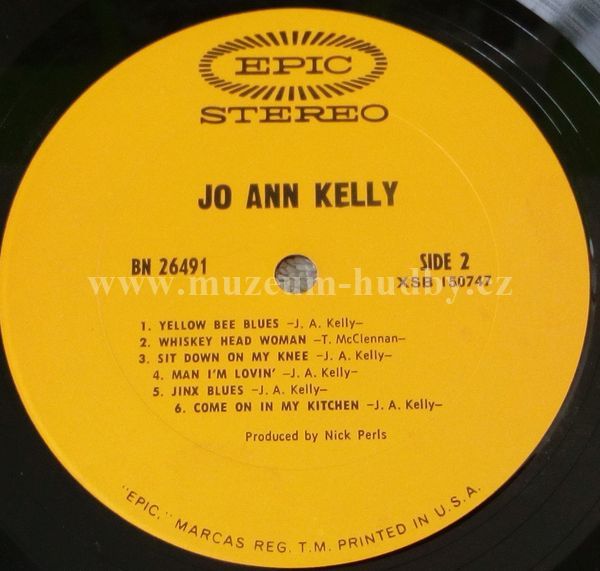 EPIC
STEREO
JO ANN KELLY
BN 26491
SIDE 2
XSB 150747
www.muzeum-hudby.cz
1. YELLOW BEE BLUES –J. A. Kelly–
2. WHISKEY HEAD WOMAN –T. McClennan–
3. SIT DOWN ON MY KNEE –J. A. Kelly–
4. MAN I'M LOVIN' –J. A. Kelly–
5. JINX BLUES –J. A. Kelly–
6. COME ON IN MY KITCHEN –J. A. Kelly–
Produced by Nick Perls
"EPIC," MARCAS REG. T.M. PRINTED IN U.S.A.